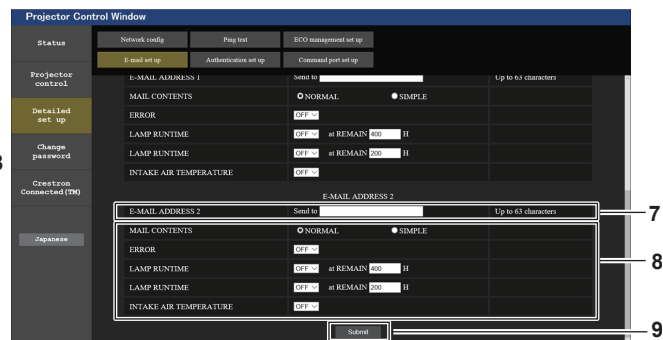 Projector Control Window
Status
Network config
Ping test
ECO management set up
E-mail set up
Authentication set up
Command port set up
Projector
control
Detailed
set up
Change
password
Crestron
Connected(TM)
Japanese
E-MAIL ADDRESS 1 Send to Up to 63 characters
MAIL CONTENTS NORMAL SIMPLE
ERROR OFF
LAMP RUNTIME OFF at REMAIN 400 H
LAMP RUNTIME OFF at REMAIN 200 H
INTAKE AIR TEMPERATURE OFF
E-MAIL ADDRESS 2
E-MAIL ADDRESS 2 Send to Up to 63 characters
7
MAIL CONTENTS NORMAL SIMPLE
ERROR OFF
LAMP RUNTIME OFF at REMAIN 400 H
8
LAMP RUNTIME OFF at REMAIN 200 H
INTAKE AIR TEMPERATURE OFF
Submit
9